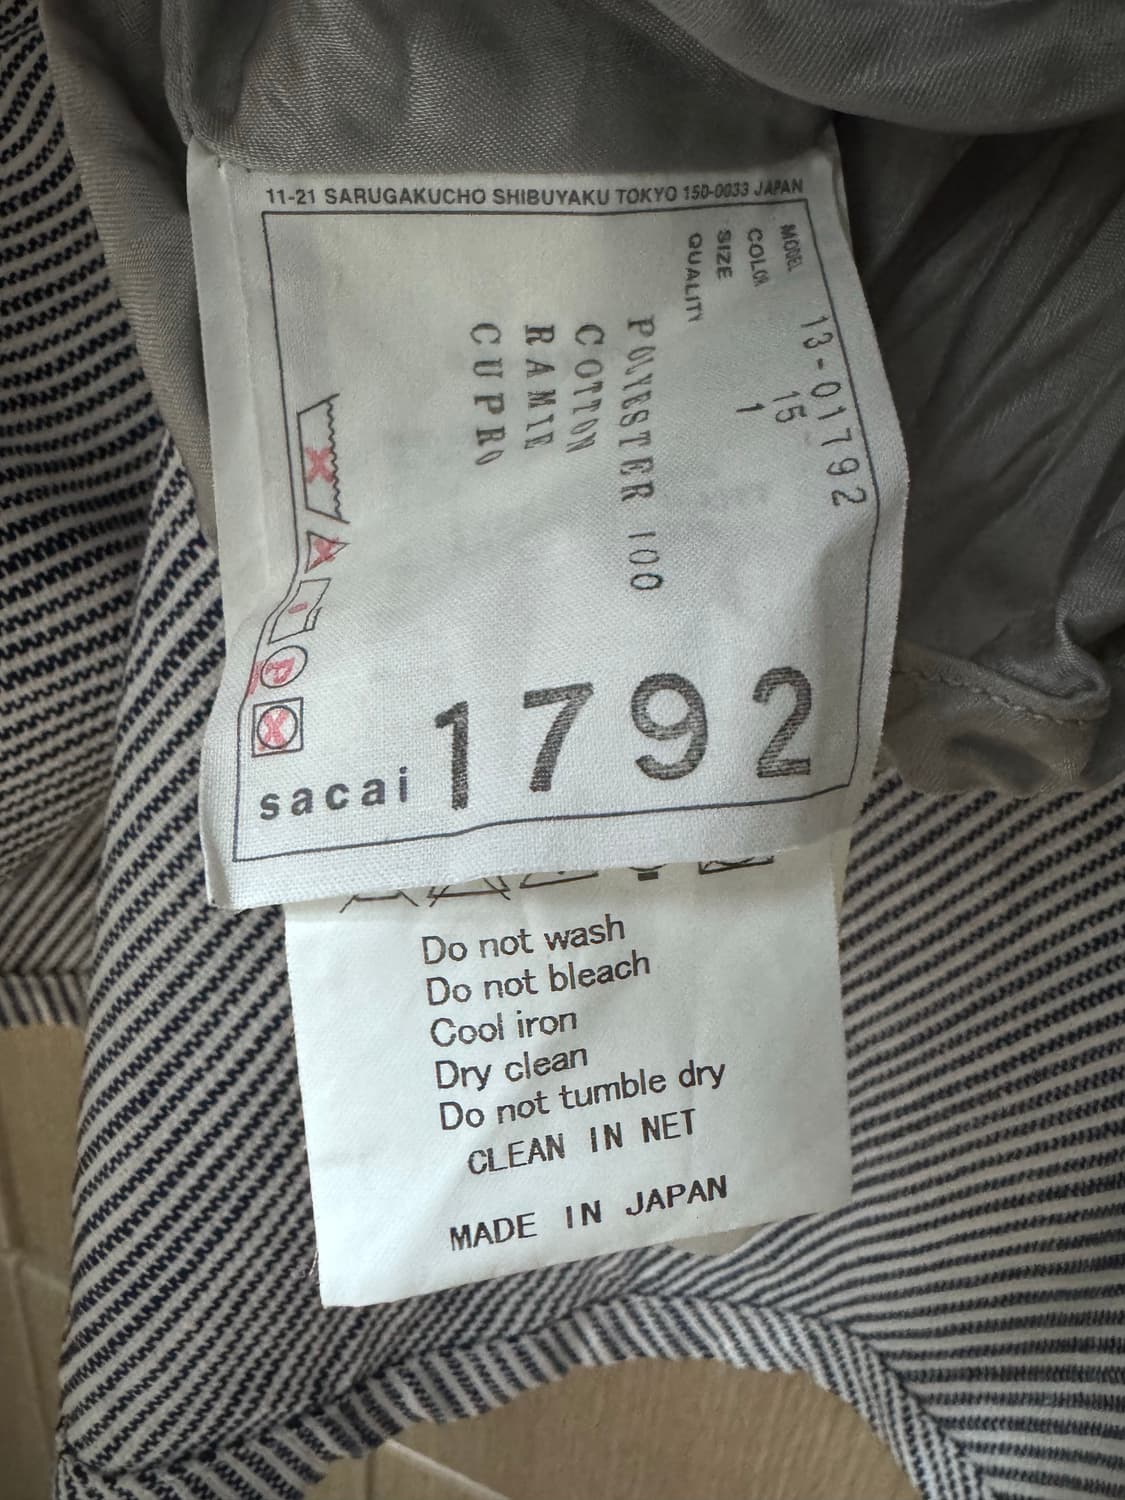 11-21 SARUGAKUCHO SHIBUYAKU TOKYO 150-0033 JAPAN
MODEL 13-01792
COLOR 15
SIZE 1
QUALITY
POLYESTER 100
COTTON
RAMIE
CUPRO
sacai 1792
Do not wash
Do not bleach
Cool iron
Dry clean
Do not tumble dry
CLEAN IN NET
MADE IN JAPAN